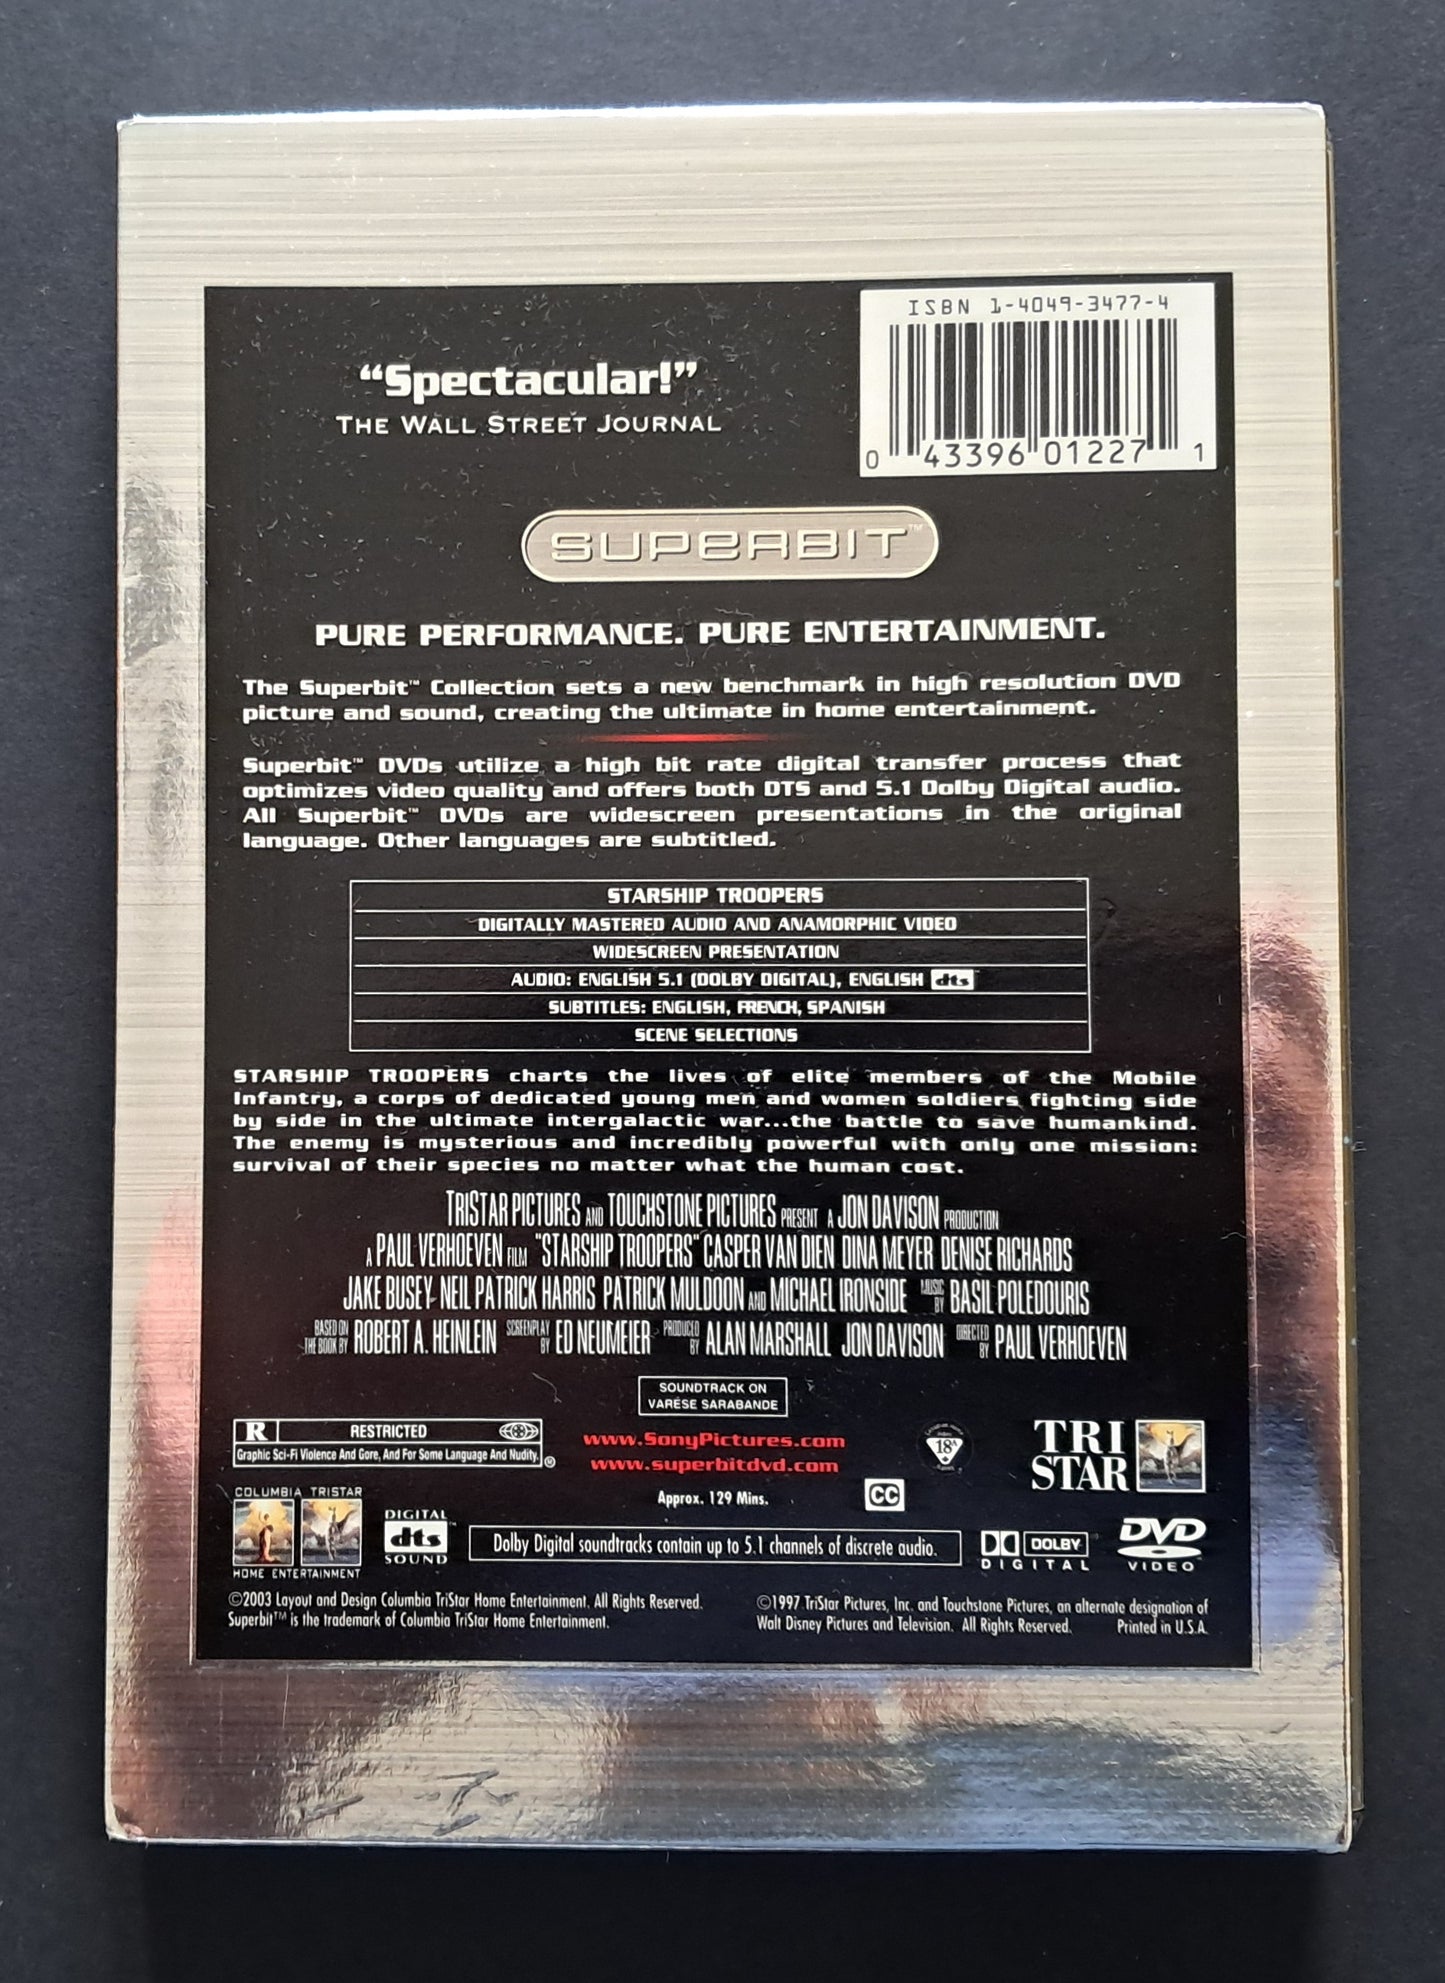 ISBN 1-4049-3477-4
0 43396 01227 1
“Spectacular!”
THE WALL STREET JOURNAL
SUPERBIT™
PURE PERFORMANCE. PURE ENTERTAINMENT.
The Superbit™ Collection sets a new benchmark in high resolution DVD
picture and sound, creating the ultimate in home entertainment.
Superbit™ DVDs utilize a high bit rate digital transfer process that
optimizes video quality and offers both DTS and 5.1 Dolby Digital audio.
All Superbit™ DVDs are widescreen presentations in the original
language. Other languages are subtitled.
STARSHIP TROOPERS
DIGITALLY MASTERED AUDIO AND ANAMORPHIC VIDEO
WIDESCREEN PRESENTATION
AUDIO: ENGLISH 5.1 (DOLBY DIGITAL), ENGLISH dts
SUBTITLES: ENGLISH, FRENCH, SPANISH
SCENE SELECTIONS
STARSHIP TROOPERS charts the lives of elite members of the Mobile
Infantry, a corps of dedicated young men and women soldiers fighting side
by side in the ultimate intergalactic war...the battle to save humankind.
The enemy is mysterious and incredibly powerful with only one mission:
survival of their species no matter what the human cost.
TRISTAR PICTURES AND TOUCHSTONE PICTURES PRESENT A JON DAVISON PRODUCTION
A PAUL VERHOEVEN FILM "STARSHIP TROOPERS" CASPER VAN DIEN DINA MEYER DENISE RICHARDS
JAKE BUSEY NEIL PATRICK HARRIS PATRICK MULDOON AND MICHAEL IRONSIDE MUSIC BY BASIL POLEDOURIS
BASED ON THE BOOK BY ROBERT A. HEINLEIN SCREENPLAY BY ED NEUMEIER PRODUCED BY ALAN MARSHALL JON DAVISON DIRECTED BY PAUL VERHOEVEN
SOUNDTRACK ON
VARÈSE SARABANDE
R RESTRICTED
Graphic Sci-Fi Violence And Gore, And For Some Language And Nudity. ®
www.SonyPictures.com
www.superbitdvd.com
18A
TRI
STAR
Approx. 129 Mins.
CC
COLUMBIA TRISTAR
HOME ENTERTAINMENT
DIGITAL
dts™
SOUND
Dolby Digital soundtracks contain up to 5.1 channels of discrete audio.
DOLBY
DIGITAL
DVD
VIDEO™
©2003 Layout and Design Columbia TriStar Home Entertainment. All Rights Reserved.
Superbit™ is the trademark of Columbia TriStar Home Entertainment.
©1997 TriStar Pictures, Inc. and Touchstone Pictures, an alternate designation of
Walt Disney Pictures and Television. All Rights Reserved. Printed in U.S.A.